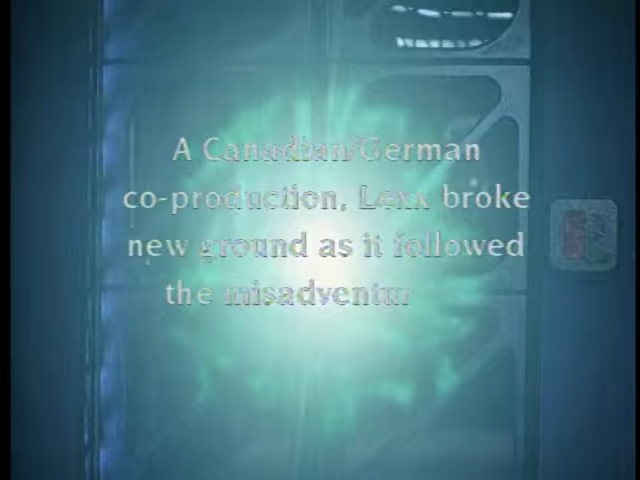 A Canadian/German
co-production, Lexx broke
new ground as it followed
the misadventur